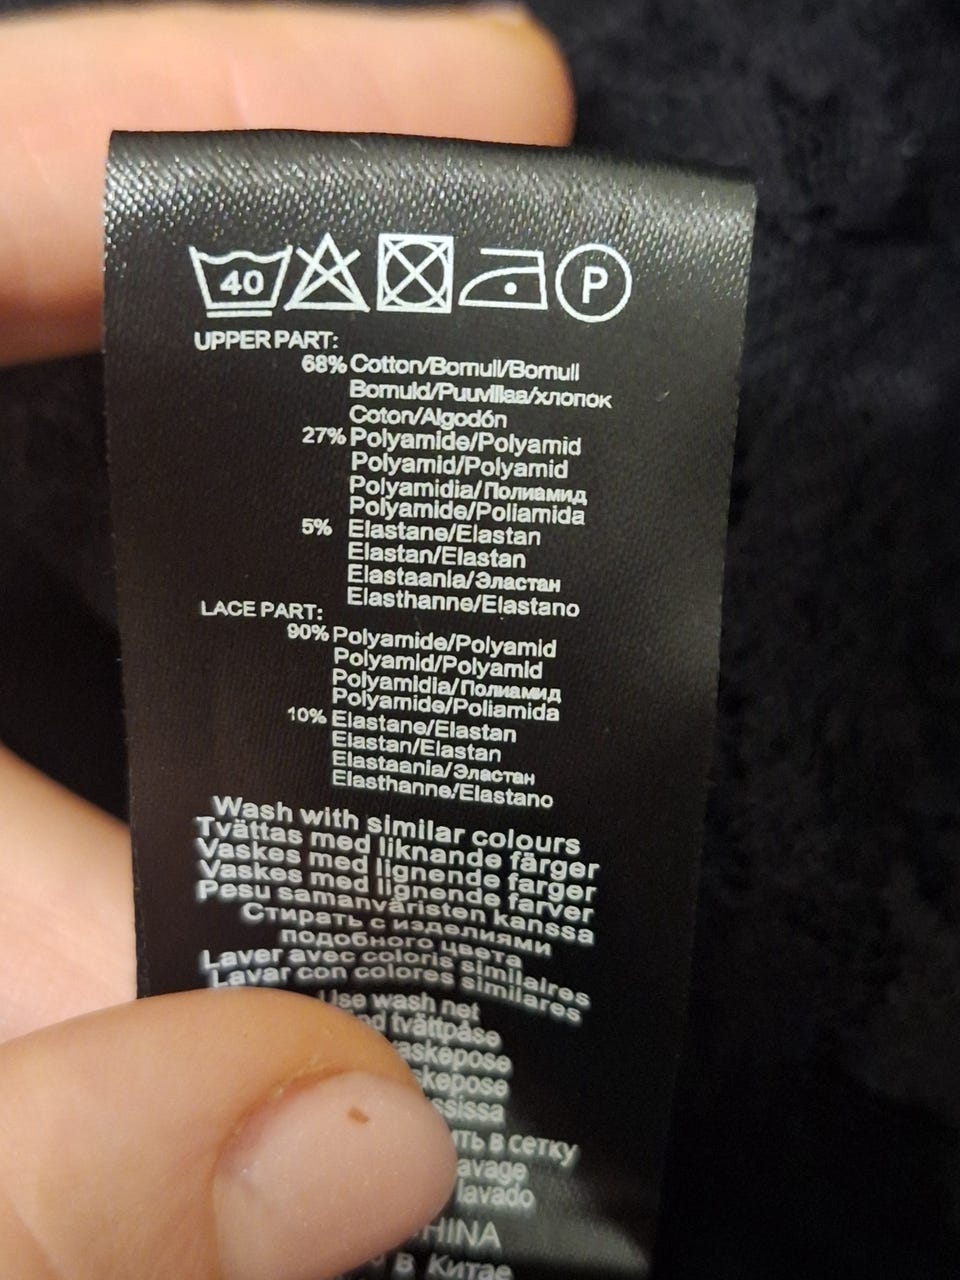 40
P
UPPER PART:
68% Cotton/Bomull/Bomull
Bomuld/Puuvillaa/хлопок
Coton/Algodón
27% Polyamide/Polyamid
Polyamid/Polyamid
Polyamidia/Полиамид
Polyamide/Poliamida
5% Elastane/Elastan
Elastan/Elastan
Elastaania/Эластан
Elasthanne/Elastano
LACE PART:
90% Polyamide/Polyamid
Polyamid/Polyamid
Polyamidia/Полиамид
Polyamide/Poliamida
10% Elastane/Elastan
Elastan/Elastan
Elastaania/Эластан
Elasthanne/Elastano
Wash with similar colours
Tvättas med liknande färger
Vaskes med lignende farger
Vaskes med lignende farver
Pesu samanväristen kanssa
Стирать с изделиями
подобного цвета
Laver avec coloris similaires
Lavar con colores similares
Use wash net
tvättpåse
в сетку
lavado
в Китае